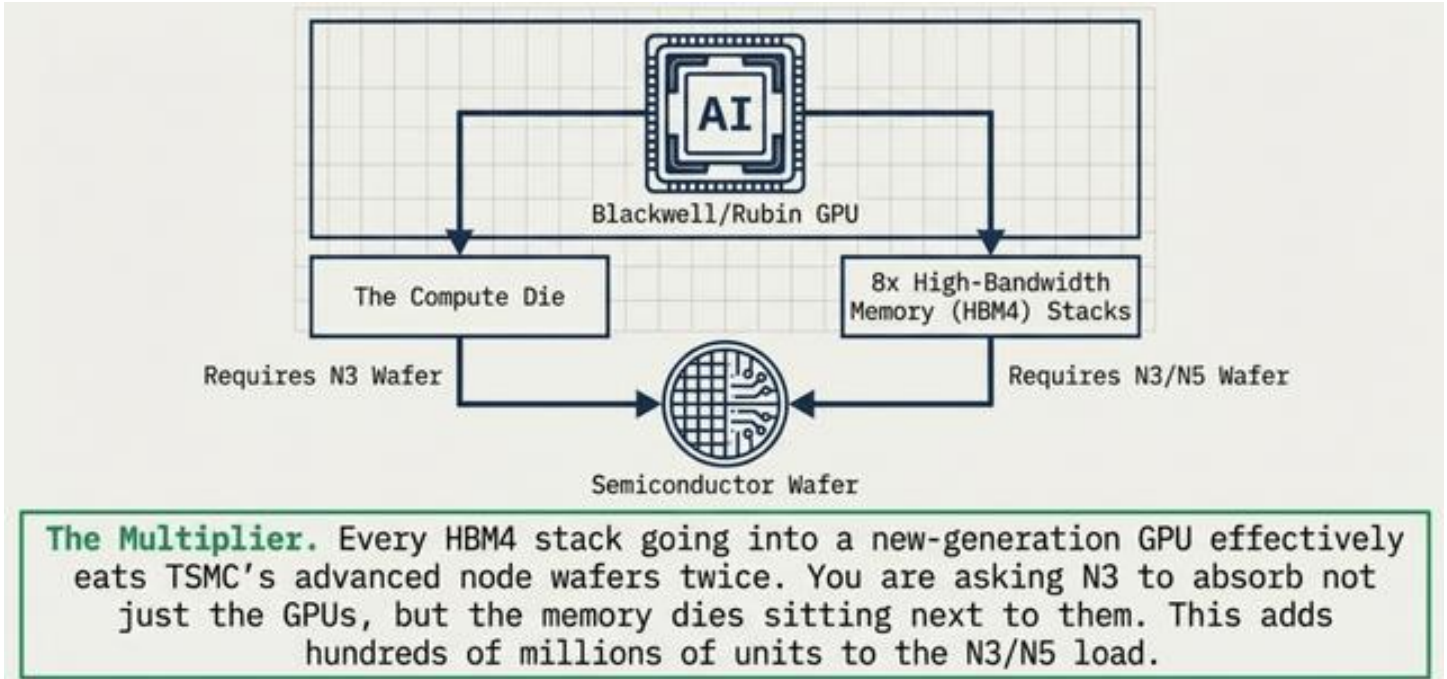 AI
Blackwell/Rubin GPU
The Compute Die
8x High-Bandwidth
Memory (HBM4) Stacks
Requires N3 Wafer
Requires N3/N5 Wafer
Semiconductor Wafer
The Multiplier. Every HBM4 stack going into a new-generation GPU effectively
eats TSMC’s advanced node wafers twice. You are asking N3 to absorb not
just the GPUs, but the memory dies sitting next to them. This adds
hundreds of millions of units to the N3/N5 load.